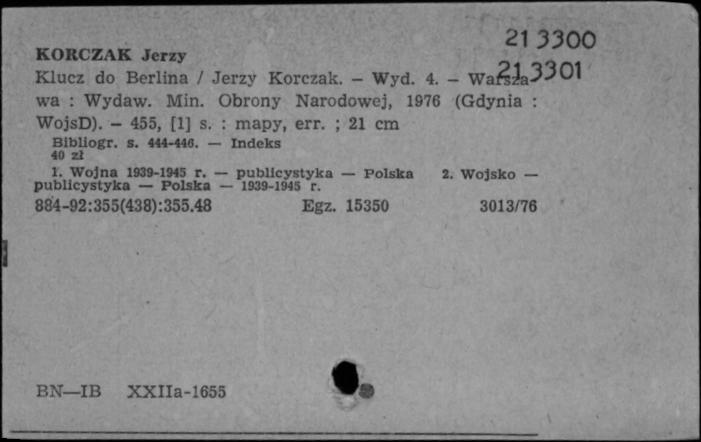 21 3300
KORCZAK Jerzy
Klucz do Berlina / Jerzy Korczak. — Wyd. 4. — Warsza-
21 3301
wa : Wydaw. Min. Obrony Narodowej, 1976 (Gdynia :
WojsD). — 455, [1] s. : mapy, err. ; 21 cm
Bibliogr. s. 444-446. — Indeks
40 zł
1. Wojna 1939-1945 r. — publicystyka — Polska 2. Wojsko —
publicystyka — Polska — 1939-1945 r.
884-92:355(438):355.48 Egz. 15350 3013/76
BN—IB XXIIa-1655